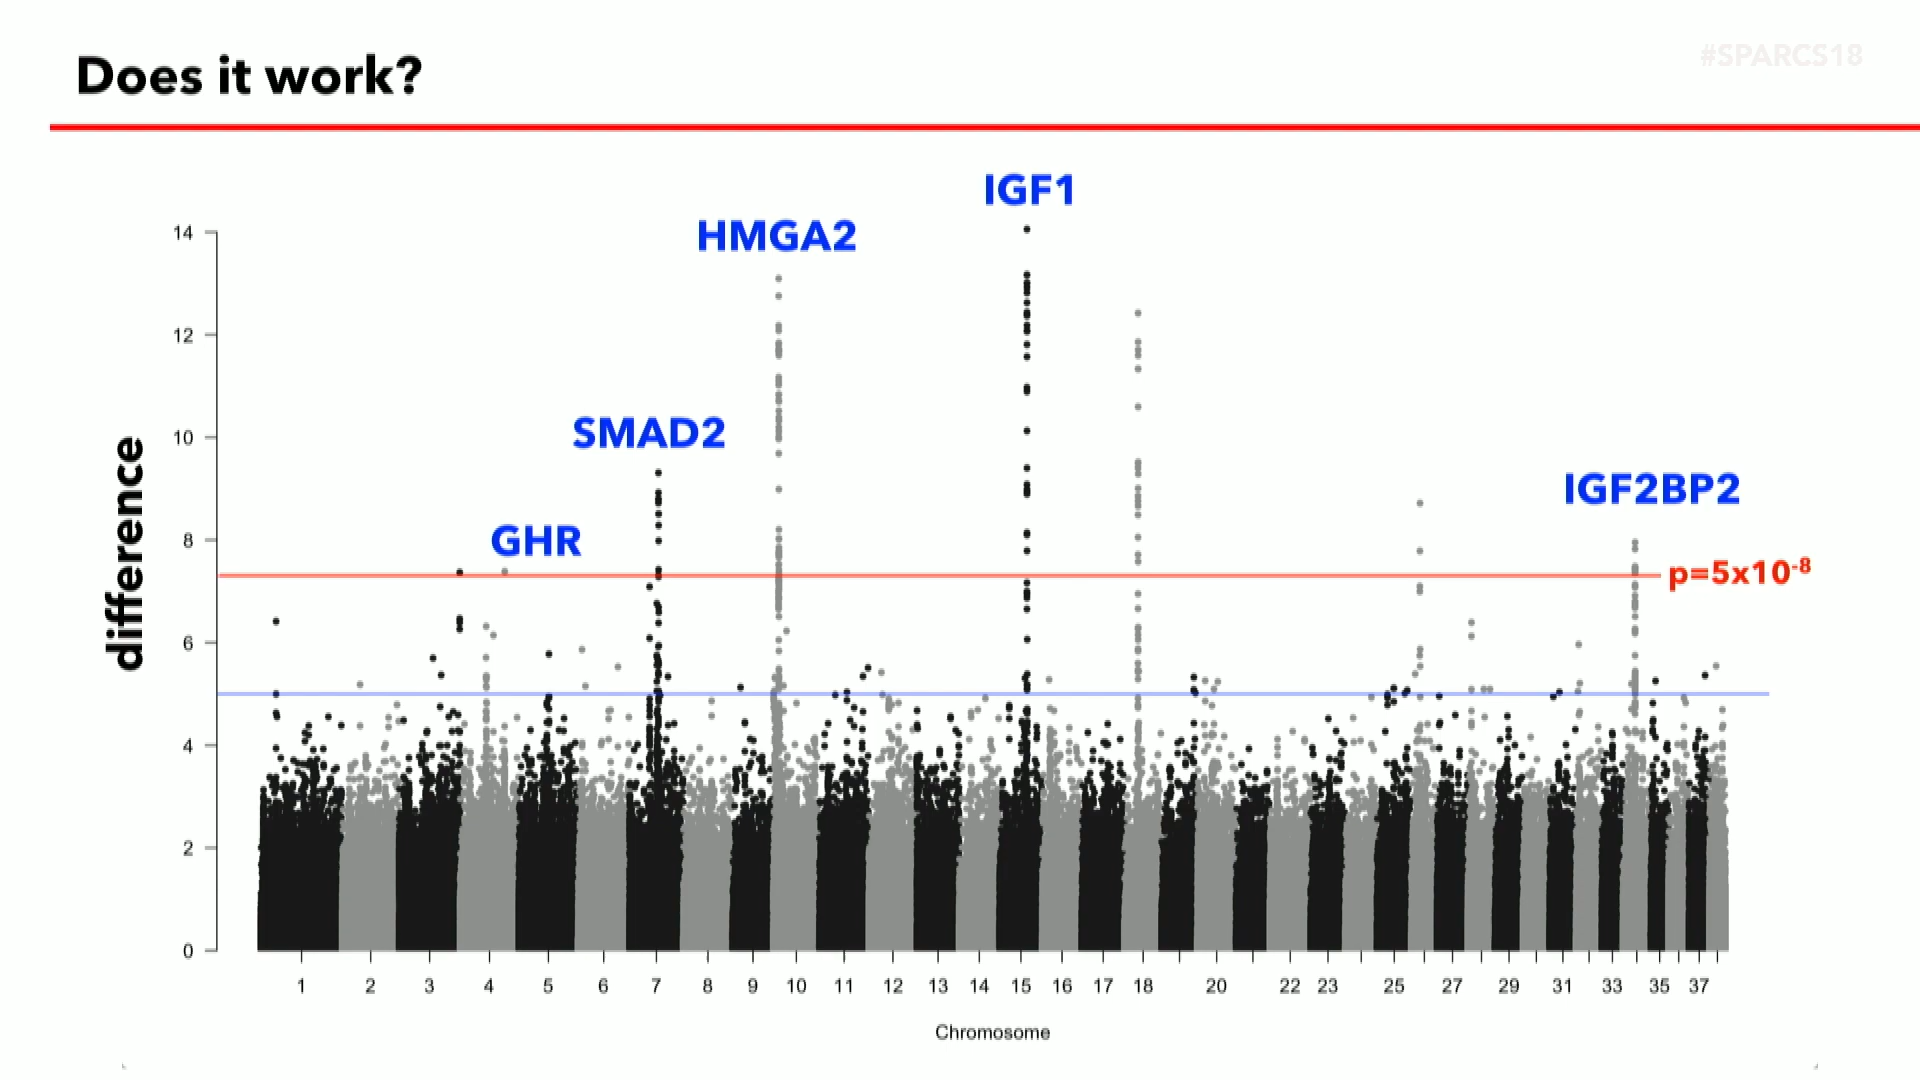 #SPARCS18
Does it work?
IGF1
HMGA2
SMAD2
IGF2BP2
GHR
p=5x10-8
difference
14
12
10
8
6
4
2
0
1 2 3 4 5 6 7 8 9 10 11 12 13 14 15 16 17 18 20 22 23 25 27 29 31 33 35 37
Chromosome